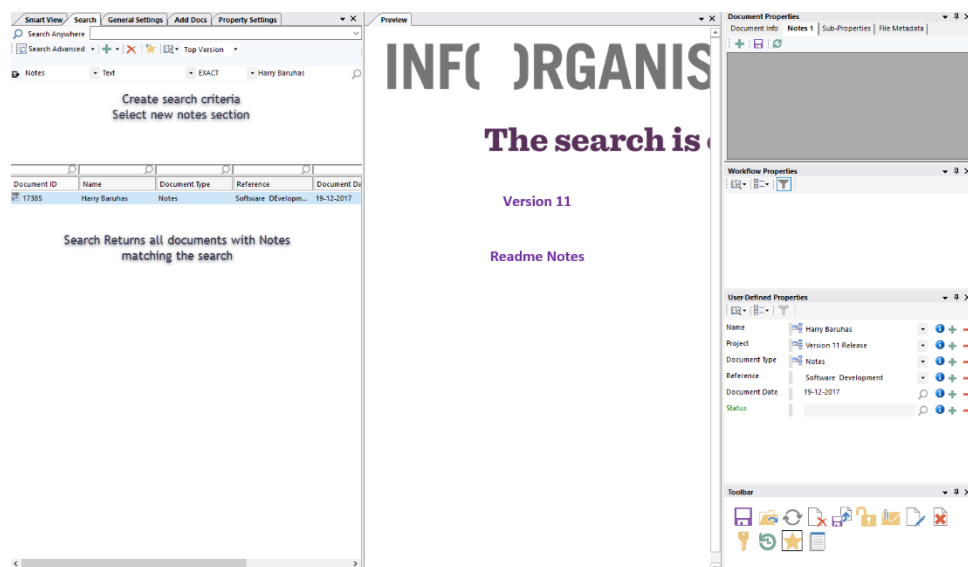 Smart View Search General Settings Add Docs Property Settings
Search Anywhere
Search Advanced Top Version
Notes Text EXACT Harry Baruhas
Create search criteria
Select new notes section
Document ID Name Document Type Reference Document Da
17385 Harry Baruhas Notes Software DEvelopm... 19-12-2017
Search Returns all documents with Notes
matching the search
Preview
INF( )RGANIS
The search is
Version 11
Readme Notes
Document Properties
Document Info Notes 1 Sub-Properties File Metadata
Workflow Properties
User-Defined Properties
Name Harry Baruhas
Project Version 11 Release
Document Type Notes
Reference Software Development
Document Date 19-12-2017
Status
Toolbar